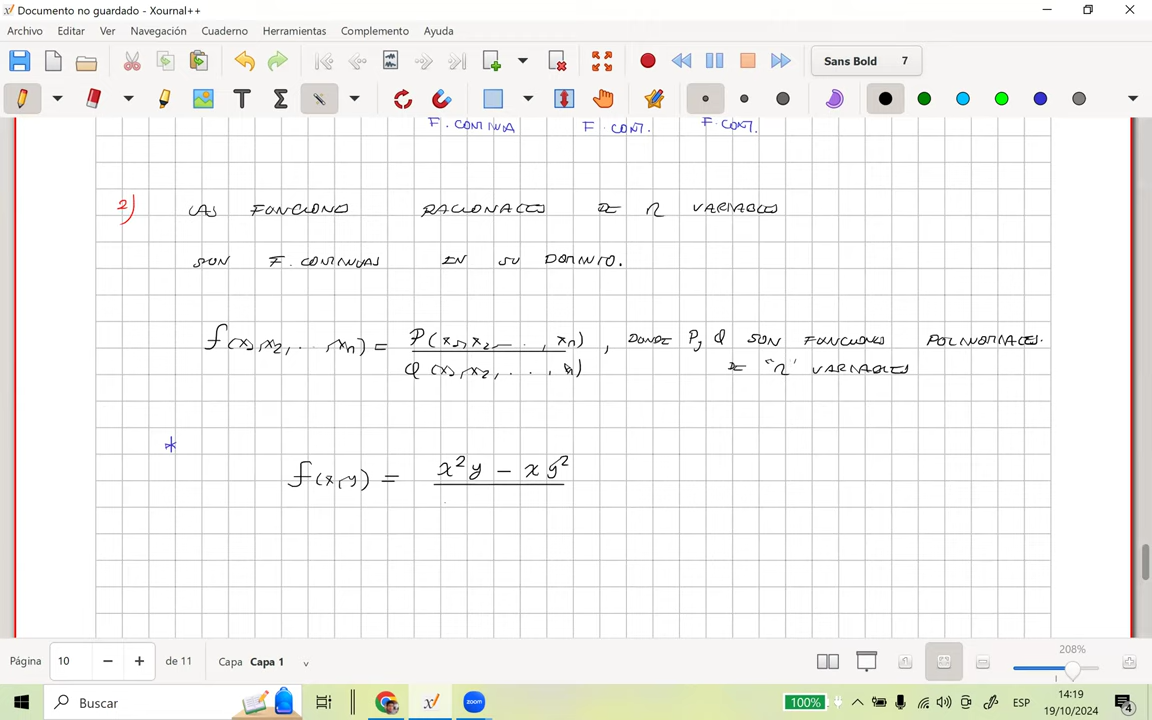 Documento no guardado - Xournal++
Archivo Editar Ver Navegación Cuaderno Herramientas Complemento Ayuda
Sans Bold 7
F. CONTINUA F. CONT. F. CONT.
2) LAS FUNCIONES RACIONALES DE n VARIABLES
SON F. CONTINUAS EN SU DOMINIO.
f(x1,x2,...,xn) = P(x1,x2,...,xn) , DONDE P, Q SON FUNCIONES POLINOMIALES.
Q(x1,x2,...,xn) DE "n" VARIABLES
*
f(x,y) = x²y - xy²
Página 10 de 11 Capa Capa 1 208%
Buscar 100% ESP 14:19
19/10/2024
zoom
4